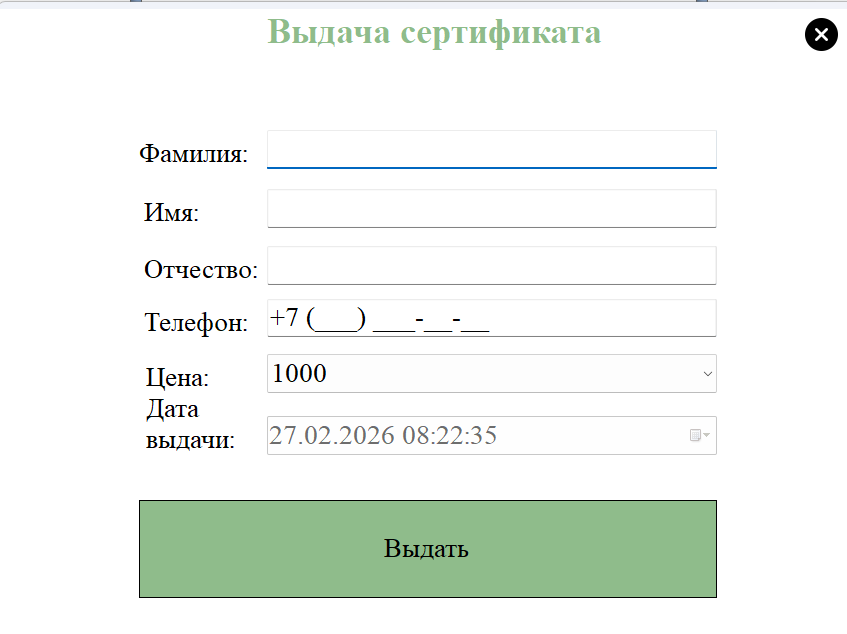 Выдача сертификата
Фамилия:
Имя:
Отчество:
Телефон: +7 (___) ___-__-__
Цена: 1000
Дата
выдачи: 27.02.2026 08:22:35
Выдать